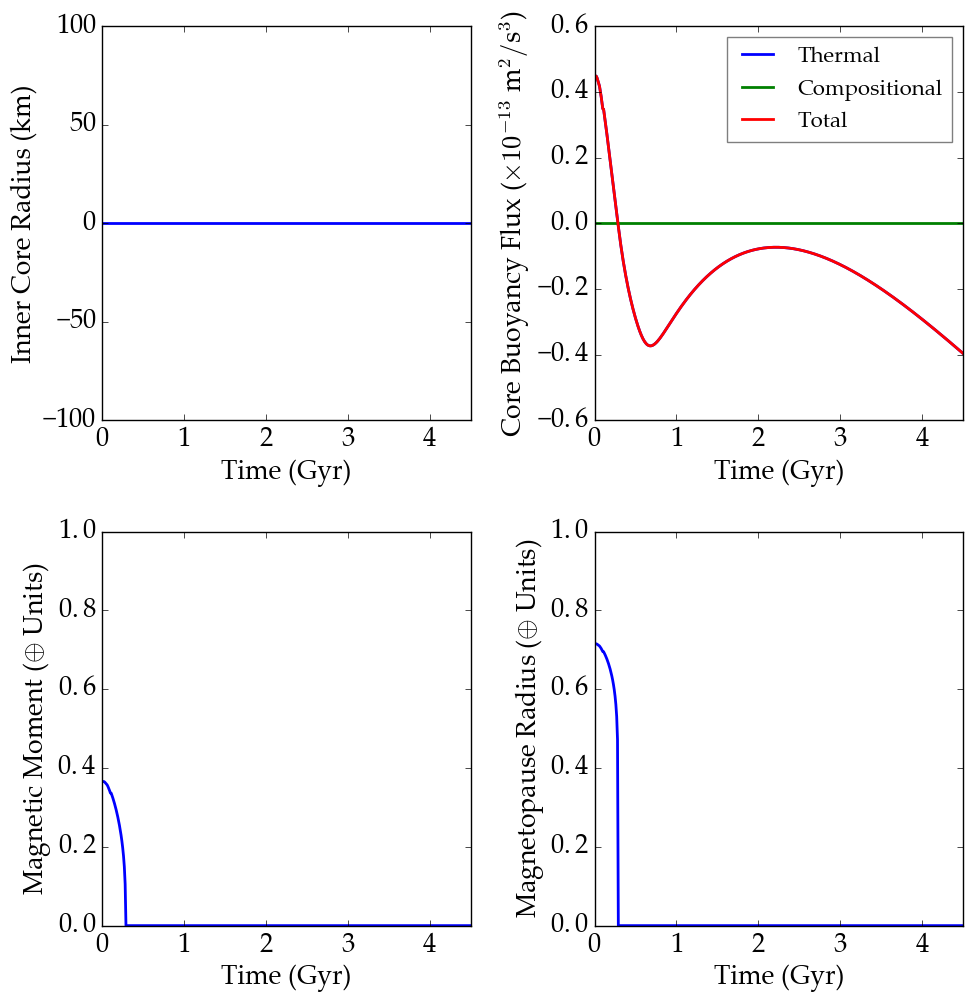 Inner Core Radius (km)
100
50
0
−50
−100
0 1 2 3 4
Time (Gyr)
Core Buoyancy Flux (×10⁻¹³ m²/s³)
0.6
0.4
0.2
0.0
−0.2
−0.4
−0.6
Thermal
Compositional
Total
0 1 2 3 4
Time (Gyr)
Magnetic Moment (⊕ Units)
1.0
0.8
0.6
0.4
0.2
0.0
0 1 2 3 4
Time (Gyr)
Magnetopause Radius (⊕ Units)
1.0
0.8
0.6
0.4
0.2
0.0
0 1 2 3 4
Time (Gyr)